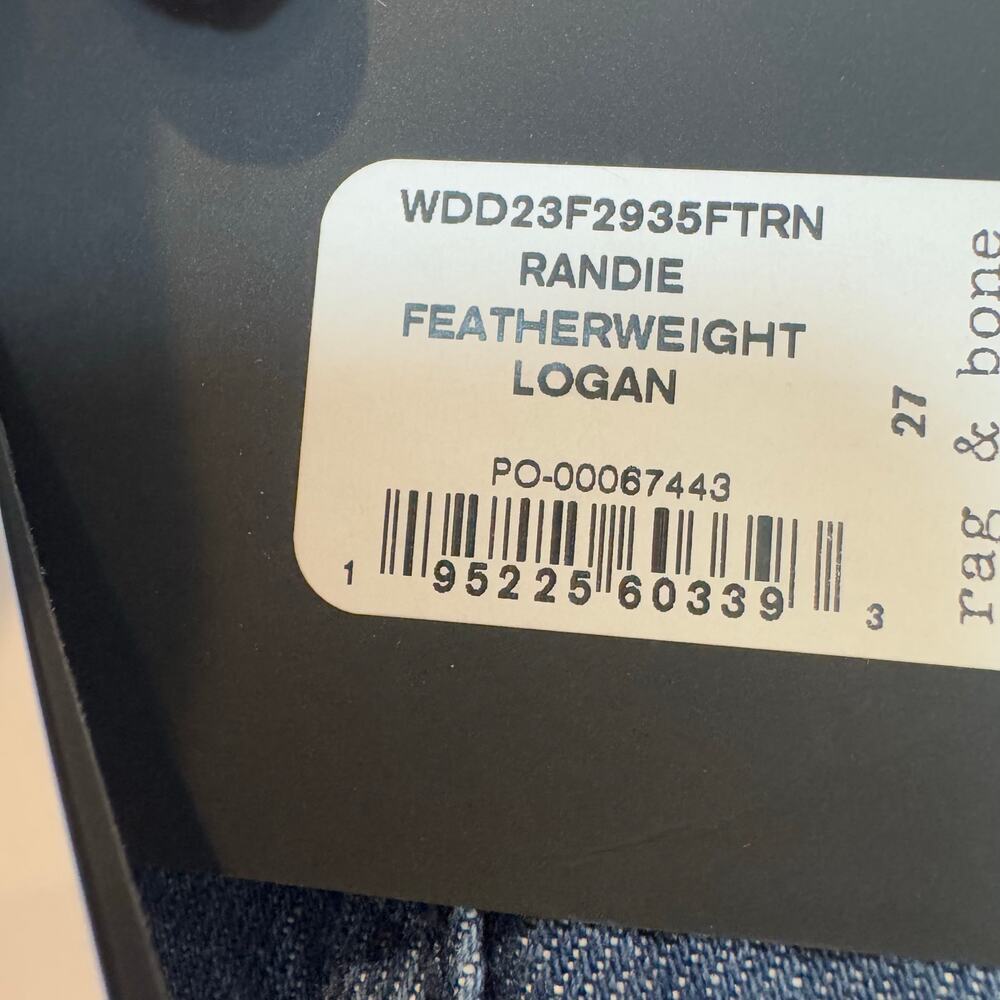 WDD23F2935FTRN
RANDIE
FEATHERWEIGHT
LOGAN
PO-00067443
1 95225 60339 3
27
rag & bone